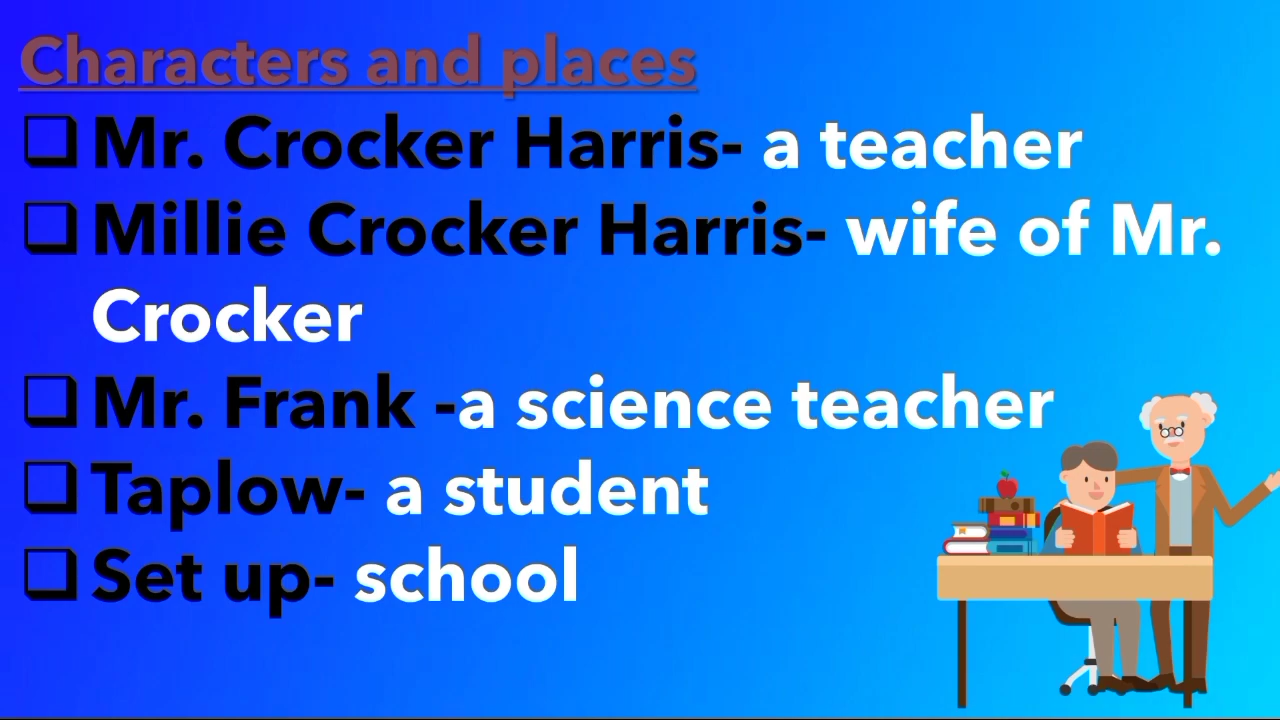 Characters and places
❑ Mr. Crocker Harris- a teacher
❑ Millie Crocker Harris- wife of Mr.
Crocker
❑ Mr. Frank -a science teacher
❑ Taplow- a student
❑ Set up- school